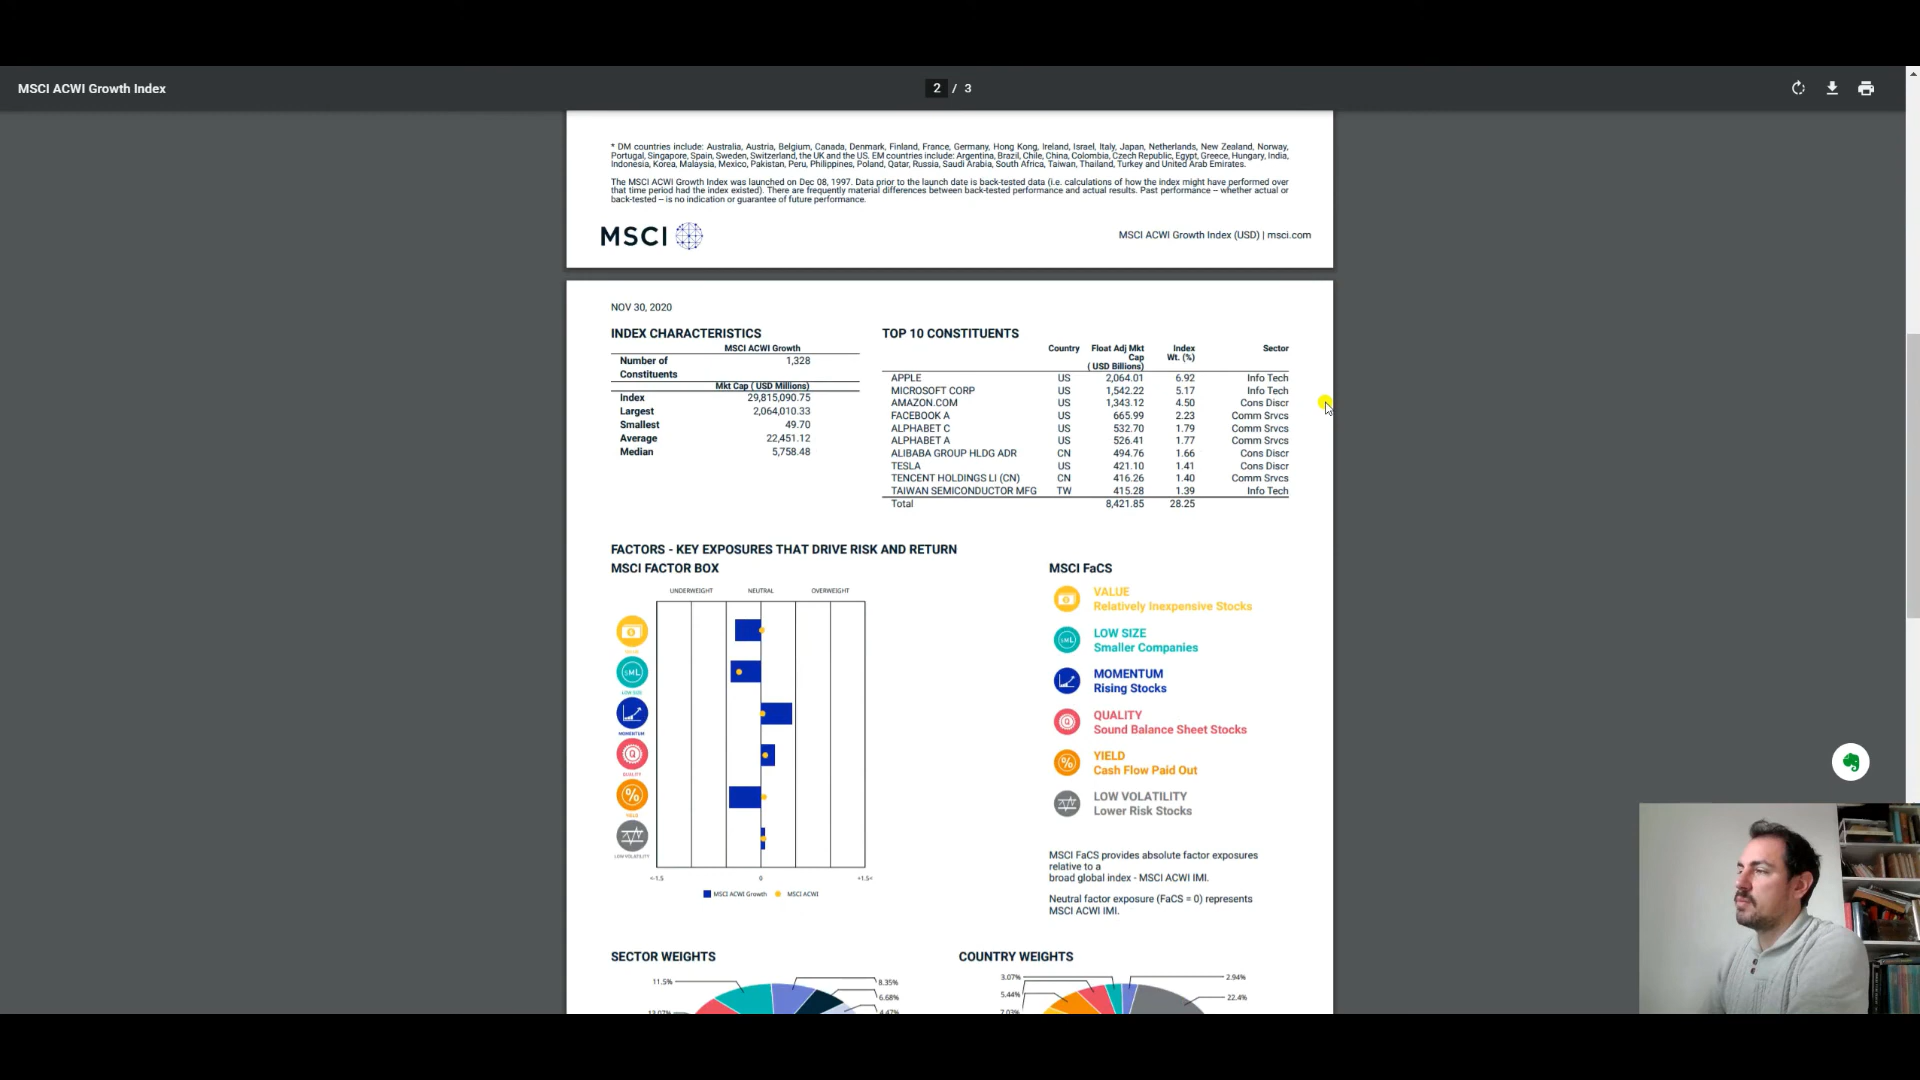 MSCI ACWI Growth Index
2 / 3
* DM countries include: Australia, Austria, Belgium, Canada, Denmark, Finland, France, Germany, Hong Kong, Ireland, Israel, Italy, Japan, Netherlands, New Zealand, Norway,
Portugal, Singapore, Spain, Sweden, Switzerland, the UK and the US. EM countries include: Argentina, Brazil, Chile, China, Colombia, Czech Republic, Egypt, Greece, Hungary, India,
Indonesia, Korea, Malaysia, Mexico, Pakistan, Peru, Philippines, Poland, Qatar, Russia, Saudi Arabia, South Africa, Taiwan, Thailand, Turkey and United Arab Emirates.
The MSCI ACWI Growth Index was launched on Dec 08, 1997. Data prior to the launch date is back-tested data (i.e. calculations of how the index might have performed over
that time period had the index existed). There are frequently material differences between back-tested performance and actual results. Past performance – whether actual or
back-tested – is no indication or guarantee of future performance.
MSCI
MSCI ACWI Growth Index (USD) | msci.com
NOV 30, 2020
INDEX CHARACTERISTICS
MSCI ACWI Growth
Number of 1,328
Constituents
Mkt Cap ( USD Millions)
Index 29,815,090.75
Largest 2,064,010.33
Smallest 49.70
Average 22,451.12
Median 5,758.48
TOP 10 CONSTITUENTS
Country Float Adj Mkt Index Sector
Cap Wt. (%)
( USD Billions)
APPLE US 2,064.01 6.92 Info Tech
MICROSOFT CORP US 1,542.22 5.17 Info Tech
AMAZON.COM US 1,343.12 4.50 Cons Discr
FACEBOOK A US 665.99 2.23 Comm Srvcs
ALPHABET C US 532.70 1.79 Comm Srvcs
ALPHABET A US 526.41 1.77 Comm Srvcs
ALIBABA GROUP HLDG ADR CN 494.76 1.66 Cons Discr
TESLA US 421.10 1.41 Cons Discr
TENCENT HOLDINGS LI (CN) CN 416.26 1.40 Comm Srvcs
TAIWAN SEMICONDUCTOR MFG TW 415.28 1.39 Info Tech
Total 8,421.85 28.25
FACTORS - KEY EXPOSURES THAT DRIVE RISK AND RETURN
MSCI FACTOR BOX
UNDERWEIGHT NEUTRAL OVERWEIGHT
VALUE
LOW SIZE
MOMENTUM
QUALITY
YIELD
LOW VOLATILITY
<-1.5 0 +1.5<
MSCI ACWI Growth MSCI ACWI
MSCI FaCS
VALUE
Relatively Inexpensive Stocks
LOW SIZE
Smaller Companies
MOMENTUM
Rising Stocks
QUALITY
Sound Balance Sheet Stocks
YIELD
Cash Flow Paid Out
LOW VOLATILITY
Lower Risk Stocks
MSCI FaCS provides absolute factor exposures
relative to a
broad global index - MSCI ACWI IMI.
Neutral factor exposure (FaCS = 0) represents
MSCI ACWI IMI.
SECTOR WEIGHTS
11.5% 8.35%
6.68%
13.07% 4.47%
COUNTRY WEIGHTS
3.07% 2.94%
5.44% 22.4%
7.03%